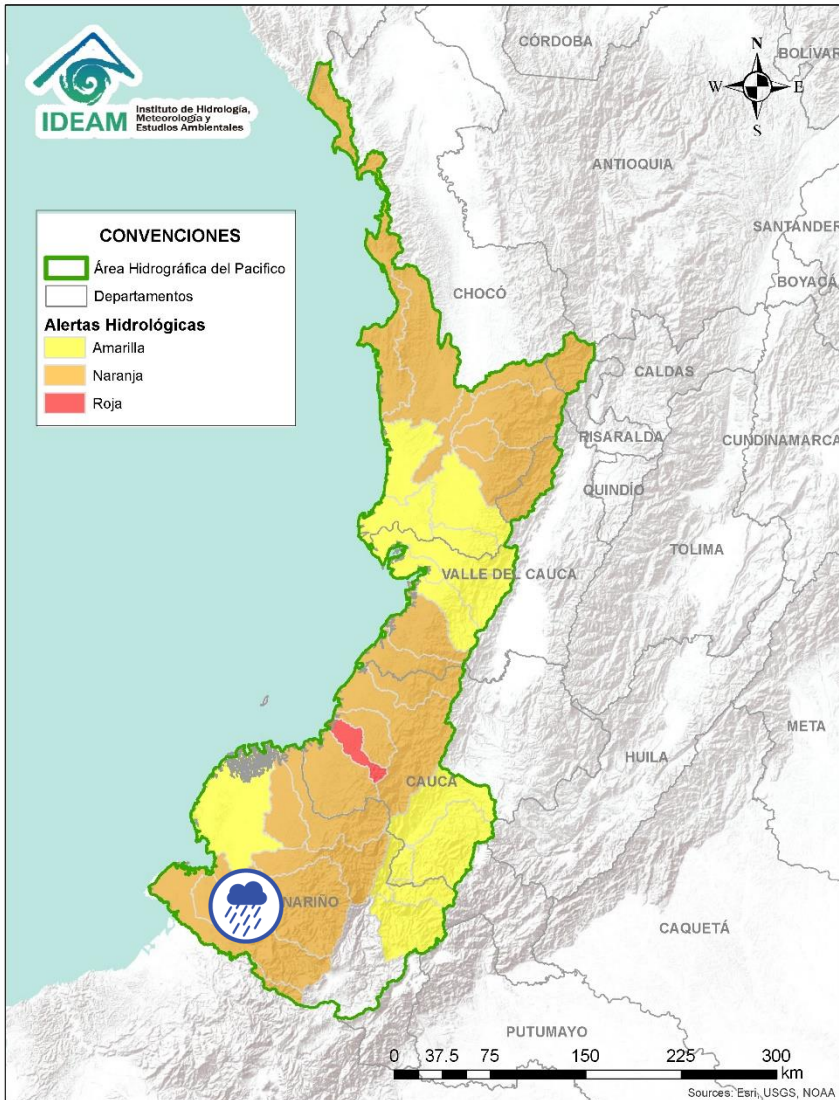 IDEAM
Instituto de Hidrología,
Meteorología y
Estudios Ambientales
CÓRDOBA
BOLÍVAR
N
W E
S
ANTIOQUIA
SANTANDER
BOYACÁ
CONVENCIONES
Área Hidrográfica del Pacifico
Departamentos
Alertas Hidrológicas
Amarilla
Naranja
Roja
CHOCÓ
CALDAS
RISARALDA
CUNDINAMARCA
QUINDÍO
TOLIMA
VALLE DEL CAUCA
META
HUILA
CAUCA
NARIÑO
CAQUETÁ
PUTUMAYO
0 37.5 75 150 225 300
km
Sources: Esri, USGS, NOAA